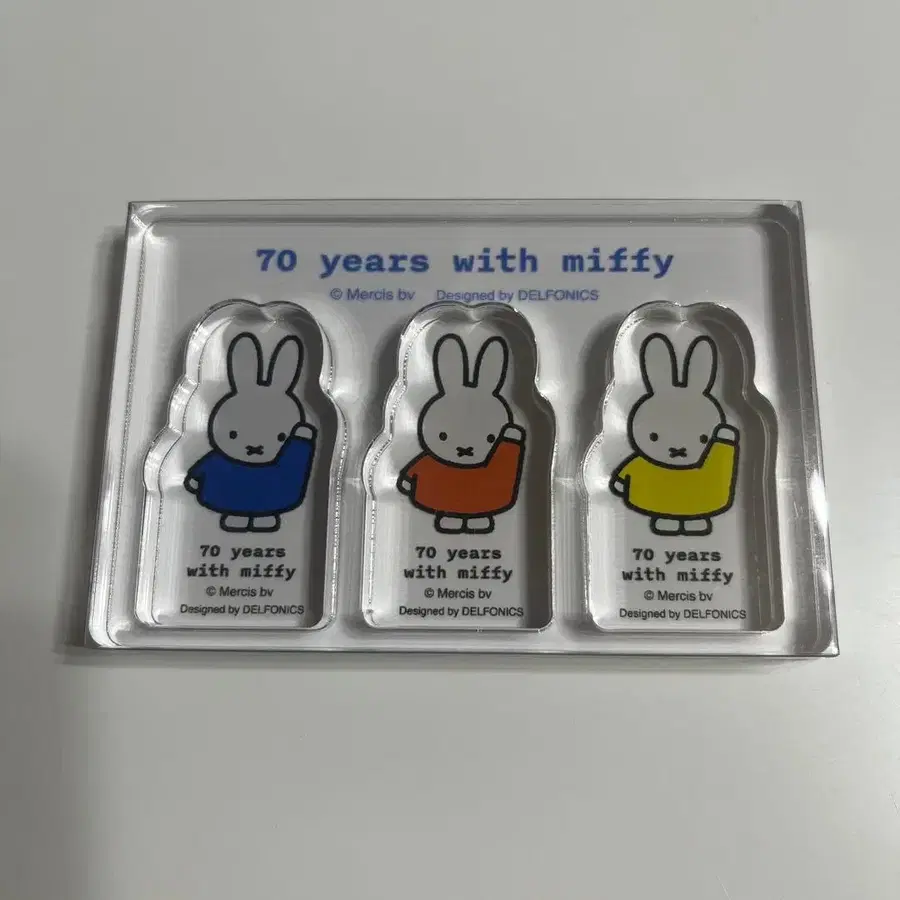 70 years with miffy
© Mercis bv Designed by DELFONICS
70 years
with miffy
© Mercis bv
Designed by DELFONICS
70 years
with miffy
© Mercis bv
Designed by DELFONICS
70 years
with miffy
© Mercis bv
Designed by DELFONICS